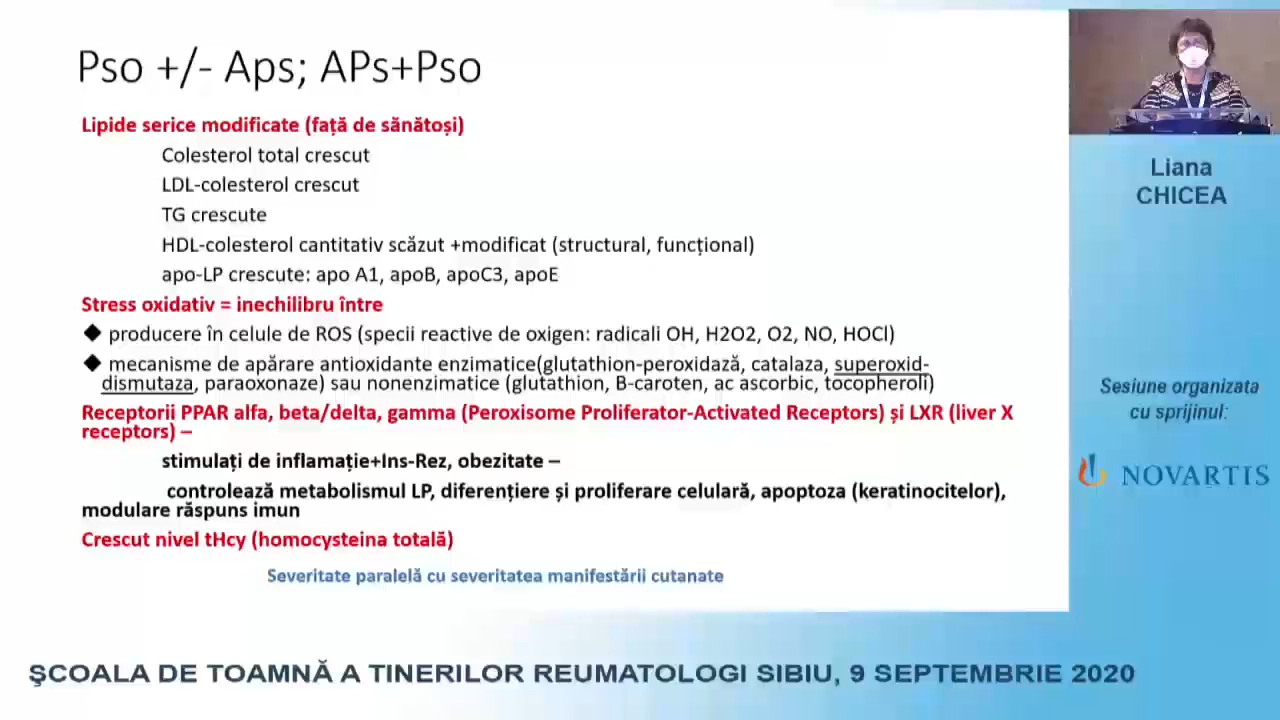 Pso +/- Aps; APs+Pso
Lipide serice modificate (față de sănătoși)
Colesterol total crescut
LDL-colesterol crescut
TG crescute
HDL-colesterol cantitativ scăzut +modificat (structural, funcțional)
apo-LP crescute: apo A1, apoB, apoC3, apoE
Stress oxidativ = inechilibru între
◆ producere în celule de ROS (specii reactive de oxigen: radicali OH, H2O2, O2, NO, HOCl)
◆ mecanisme de apărare antioxidante enzimatice(glutathion-peroxidază, catalaza, superoxid-
dismutaza, paraoxonaze) sau nonenzimatice (glutathion, B-caroten, ac ascorbic, tocopheroli)
Receptorii PPAR alfa, beta/delta, gamma (Peroxisome Proliferator-Activated Receptors) și LXR (liver X
receptors) –
stimulați de inflamație+Ins-Rez, obezitate –
controlează metabolismul LP, diferențiere și proliferare celulară, apoptoza (keratinocitelor),
modulare răspuns imun
Crescut nivel tHcy (homocysteina totală)
Severitate paralelă cu severitatea manifestării cutanate
Liana
CHICEA
Sesiune organizata
cu sprijinul:
NOVARTIS
ŞCOALA DE TOAMNĂ A TINERILOR REUMATOLOGI SIBIU, 9 SEPTEMBRIE 2020